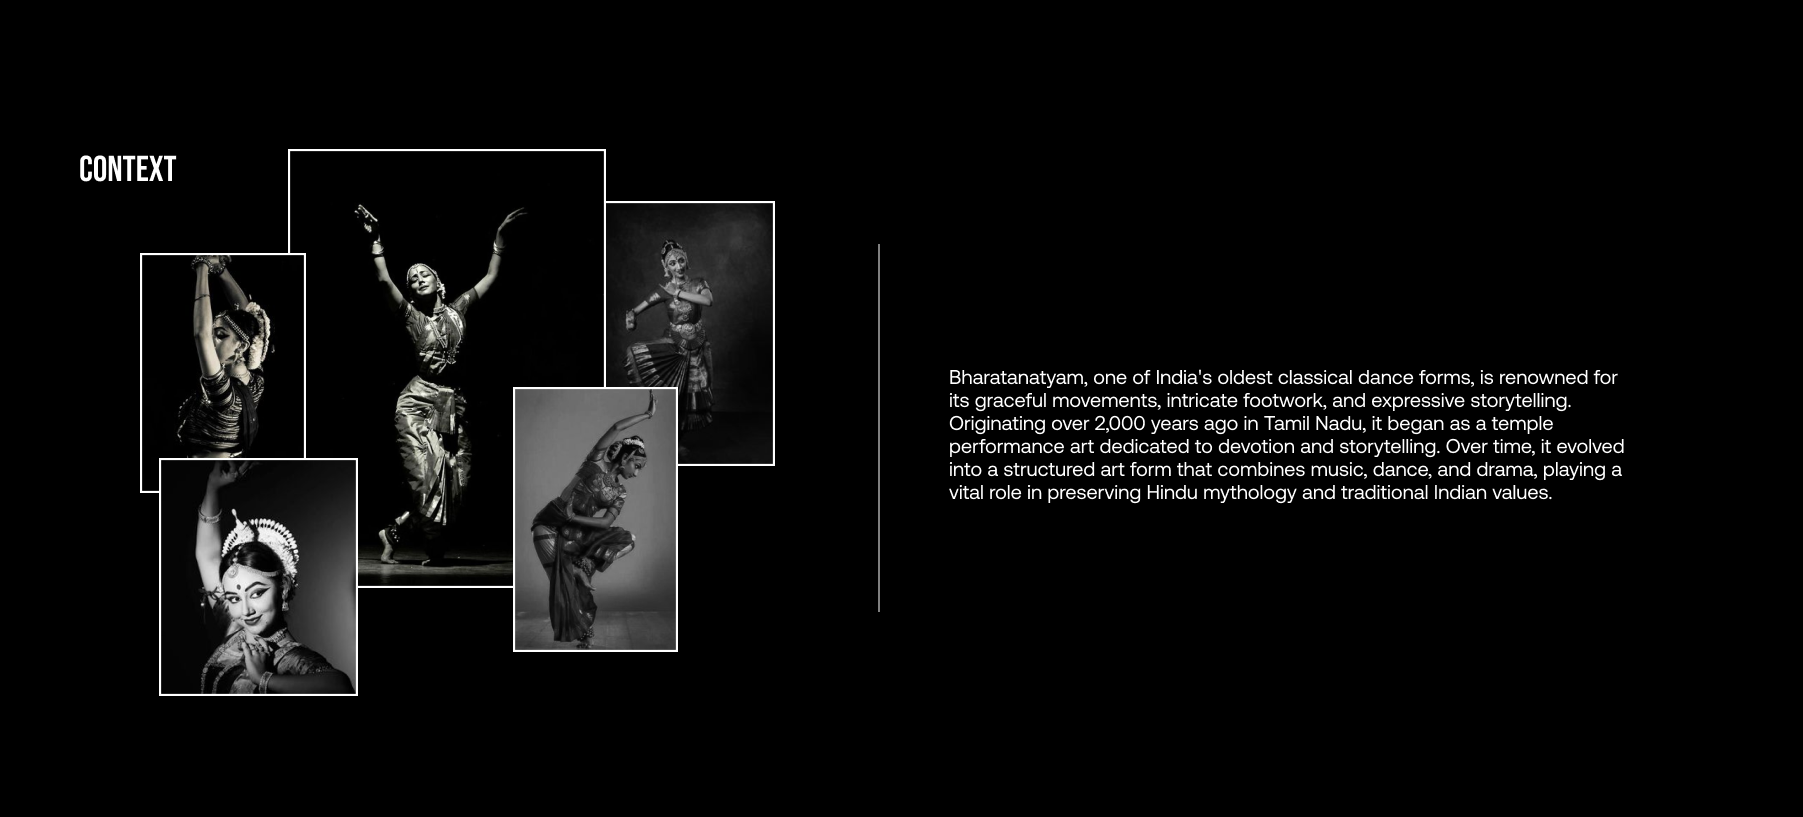 CONTEXT
Bharatanatyam, one of India's oldest classical dance forms, is renowned for
its graceful movements, intricate footwork, and expressive storytelling.
Originating over 2,000 years ago in Tamil Nadu, it began as a temple
performance art dedicated to devotion and storytelling. Over time, it evolved
into a structured art form that combines music, dance, and drama, playing a
vital role in preserving Hindu mythology and traditional Indian values.